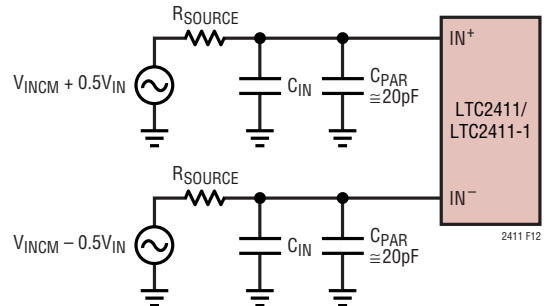 RSOURCE
VINCM + 0.5VIN
CIN
CPAR
≅20pF
IN+
LTC2411/
LTC2411-1
RSOURCE
VINCM – 0.5VIN
CIN
CPAR
≅20pF
IN–
2411 F12